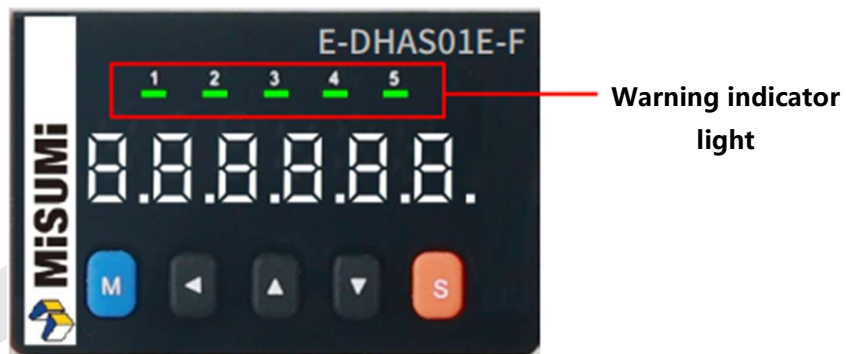 E-DHAS01E-F
1 2 3 4 5
Warning indicator
light
8.8.8.8.8.8.
MiSUMi
M
S